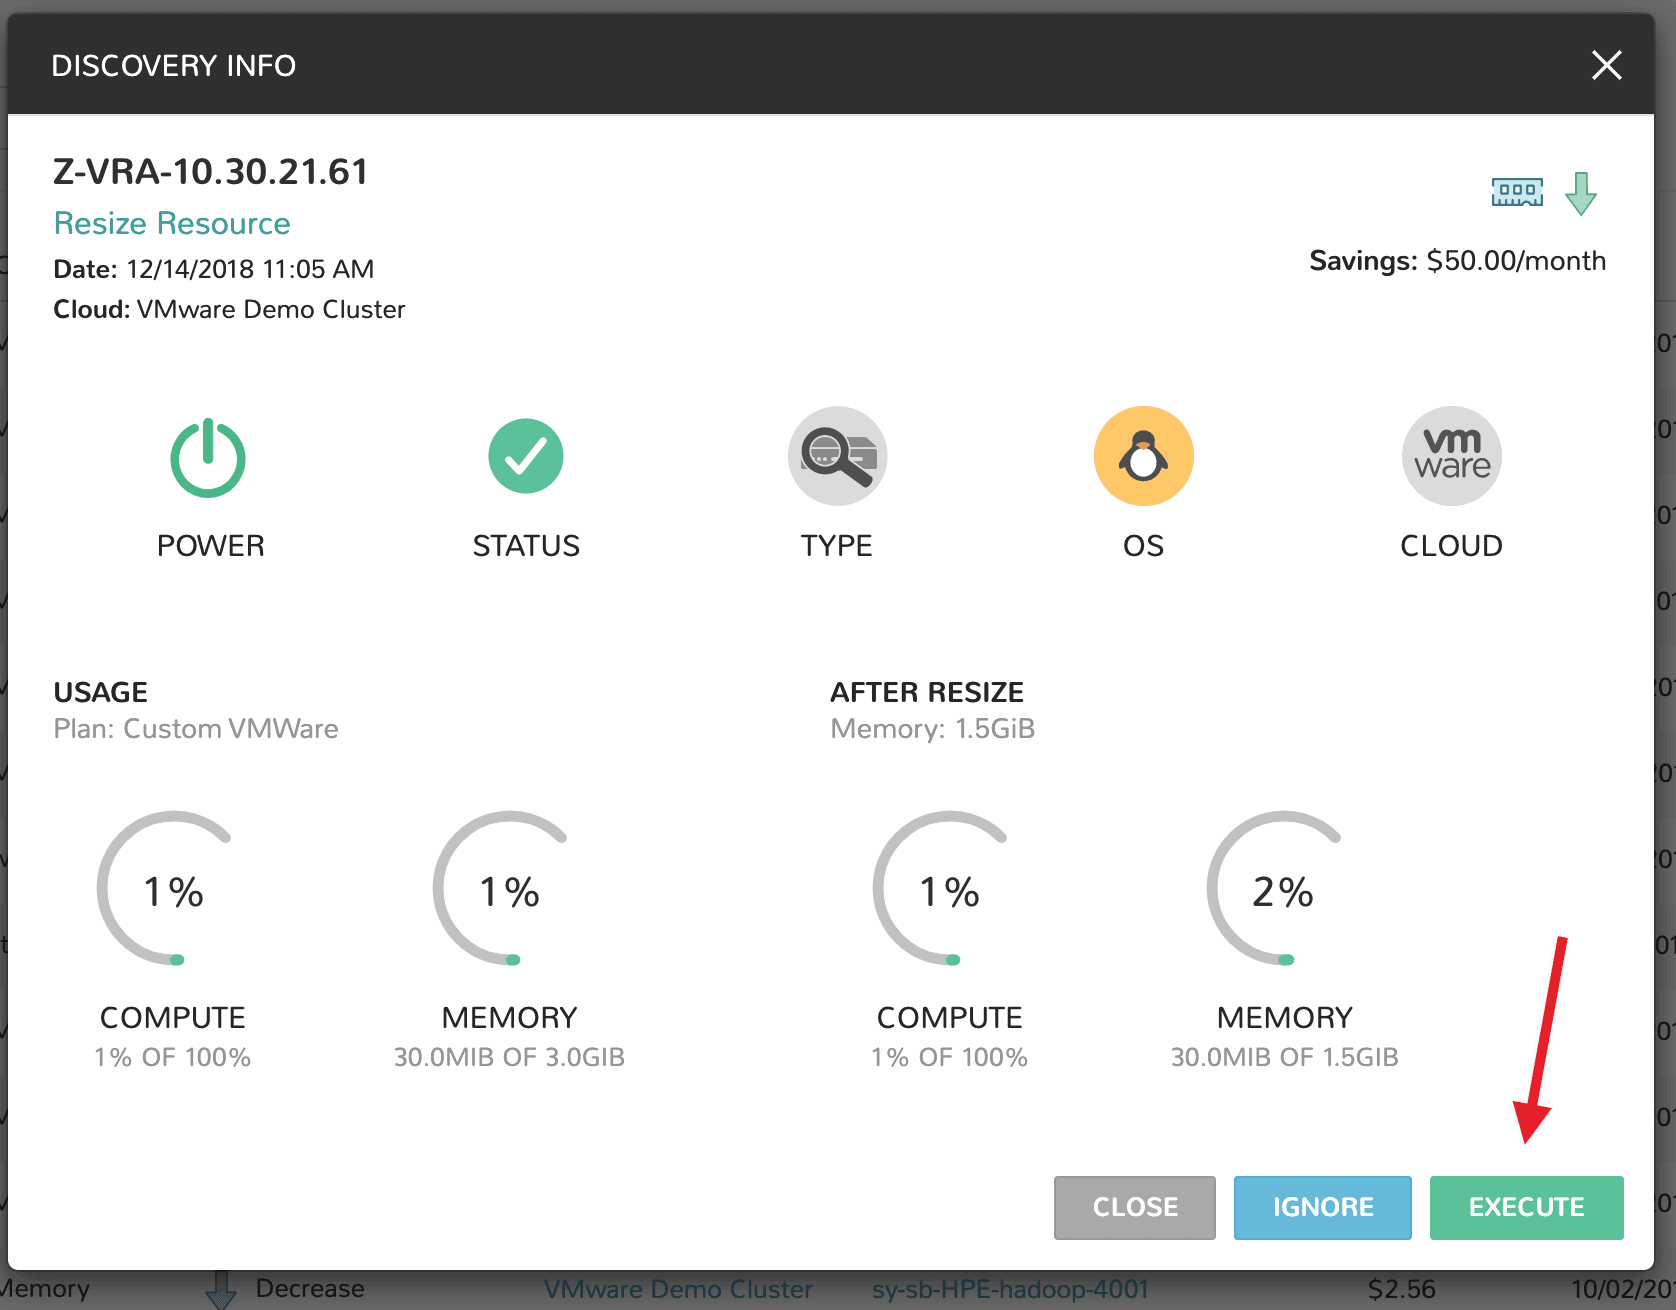 DISCOVERY INFO
Z-VRA-10.30.21.61
Resize Resource
Date: 12/14/2018 11:05 AM
Cloud: VMware Demo Cluster
Savings: $50.00/month
vm
ware
POWER
STATUS
TYPE
OS
CLOUD
USAGE
Plan: Custom VMWare
AFTER RESIZE
Memory: 1.5GiB
1%
1%
1%
2%
COMPUTE
MEMORY
COMPUTE
MEMORY
1% OF 100%
30.0MIB OF 3.0GIB
1% OF 100%
30.0MIB OF 1.5GIB
CLOSE
IGNORE
EXECUTE
Memory Decrease VMware Demo Cluster sy-sb-HPE-hadoop-4001 $2.56 10/02/20